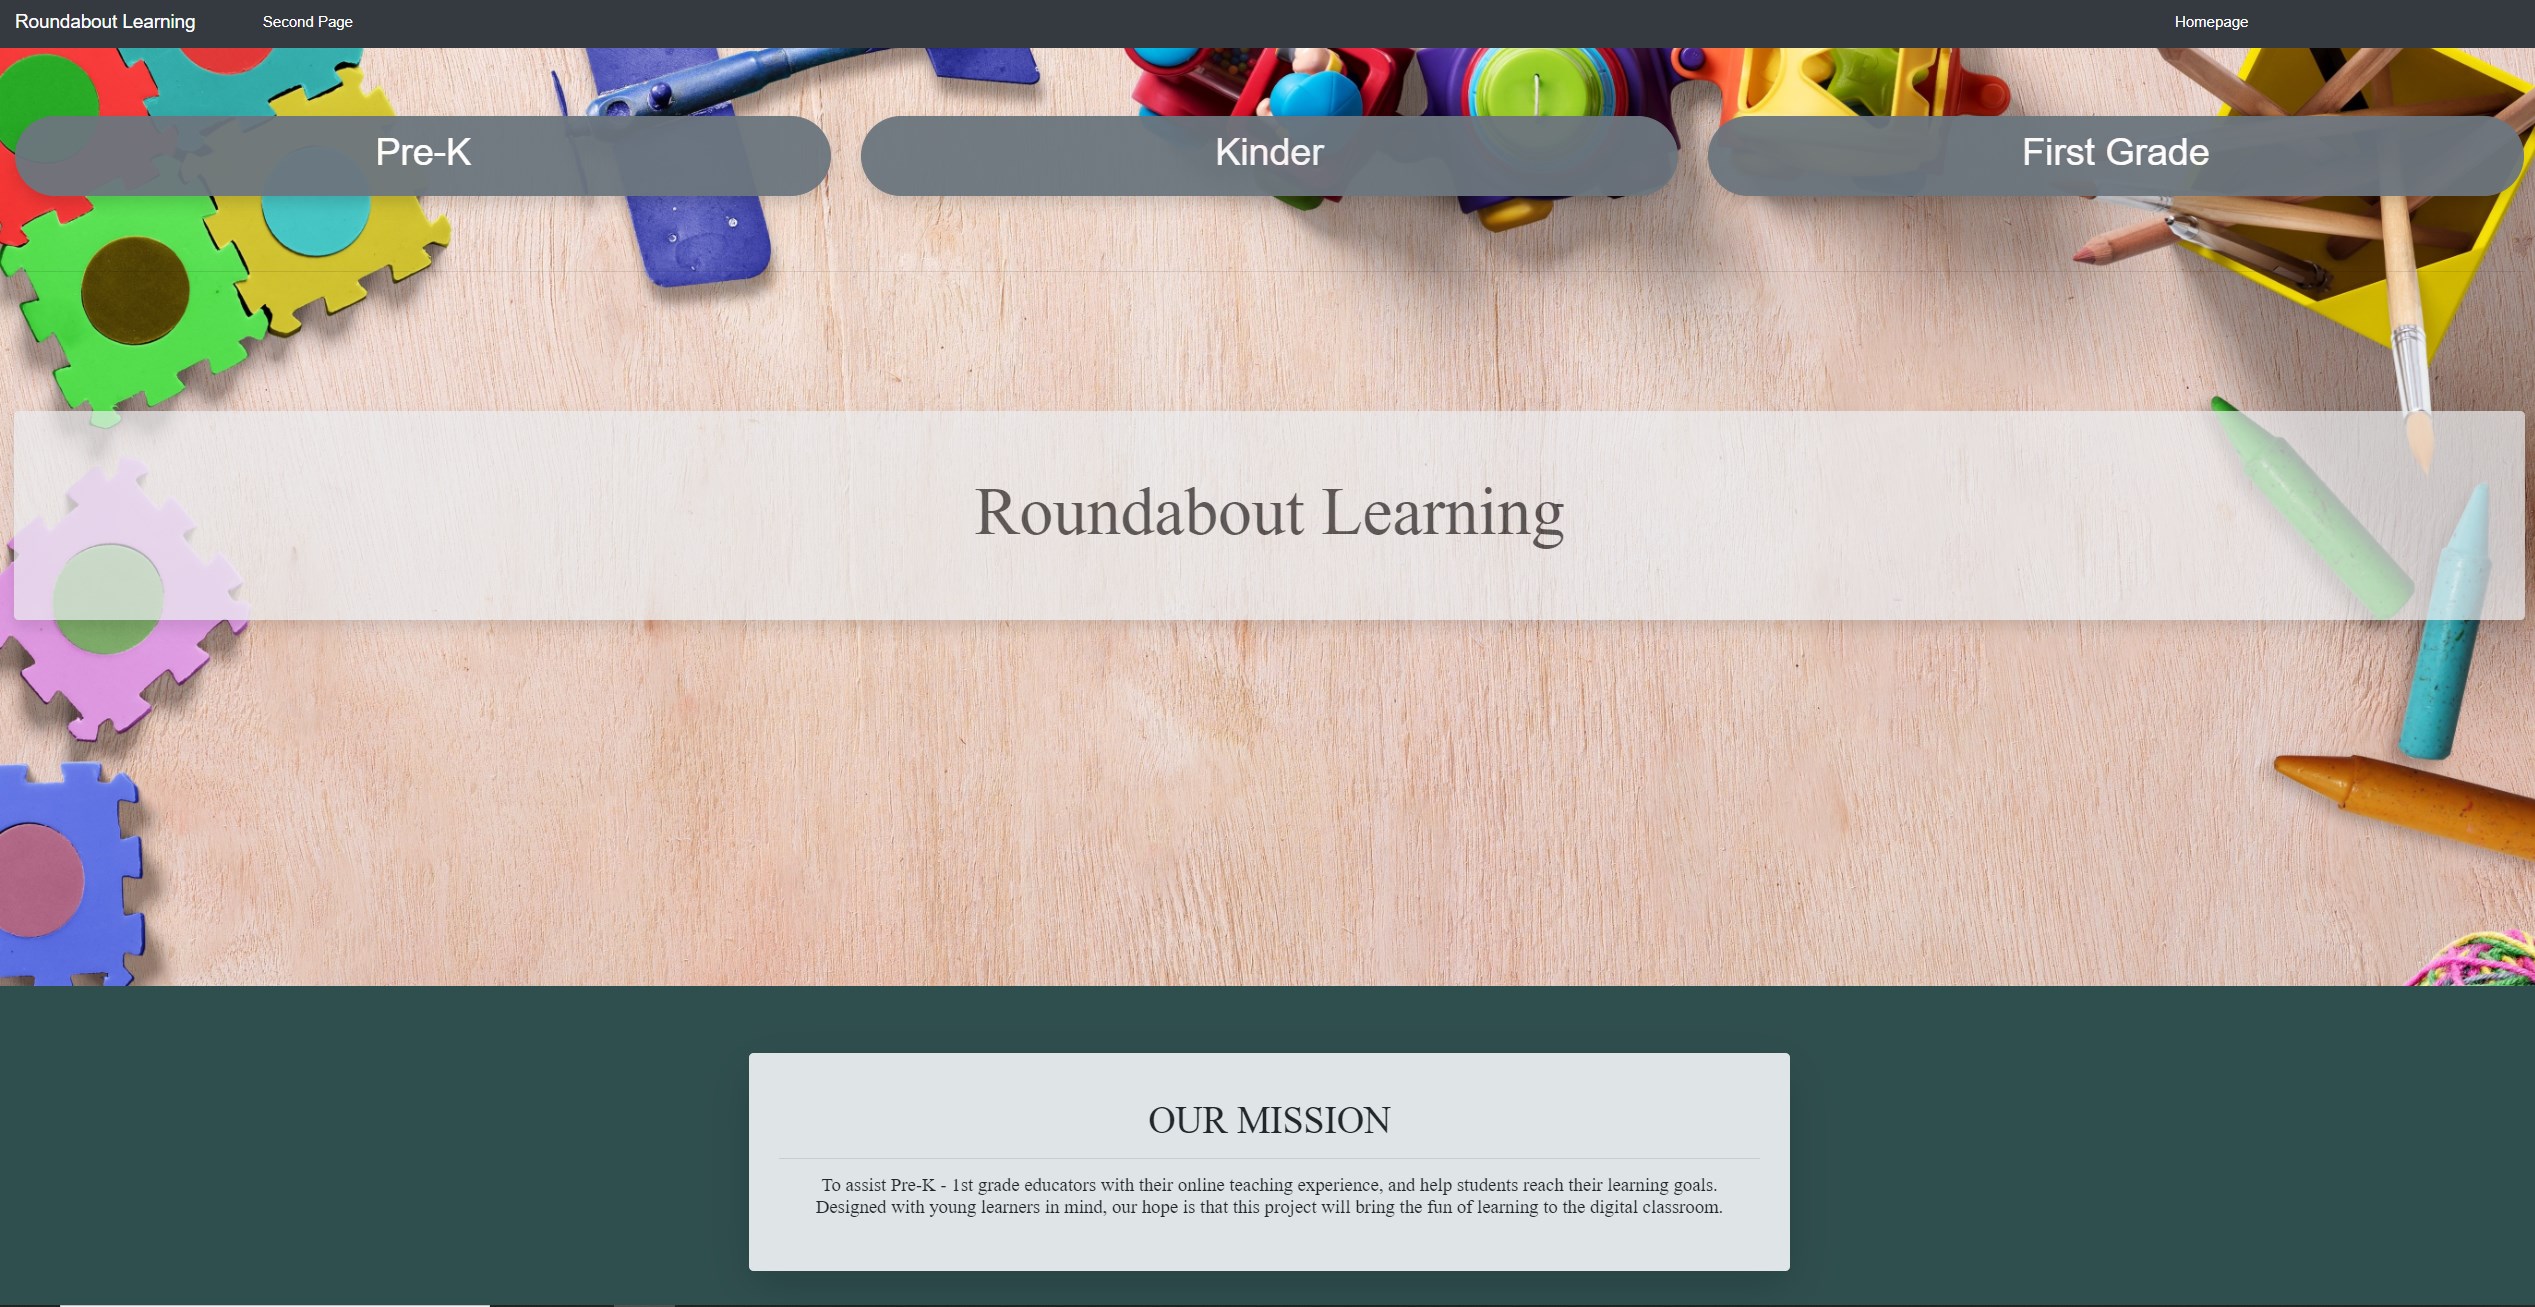 Roundabout Learning
Second Page
Homepage
Pre-K
Kinder
First Grade
Roundabout Learning
OUR MISSION
To assist Pre-K - 1st grade educators with their online teaching experience, and help students reach their learning goals.
Designed with young learners in mind, our hope is that this project will bring the fun of learning to the digital classroom.